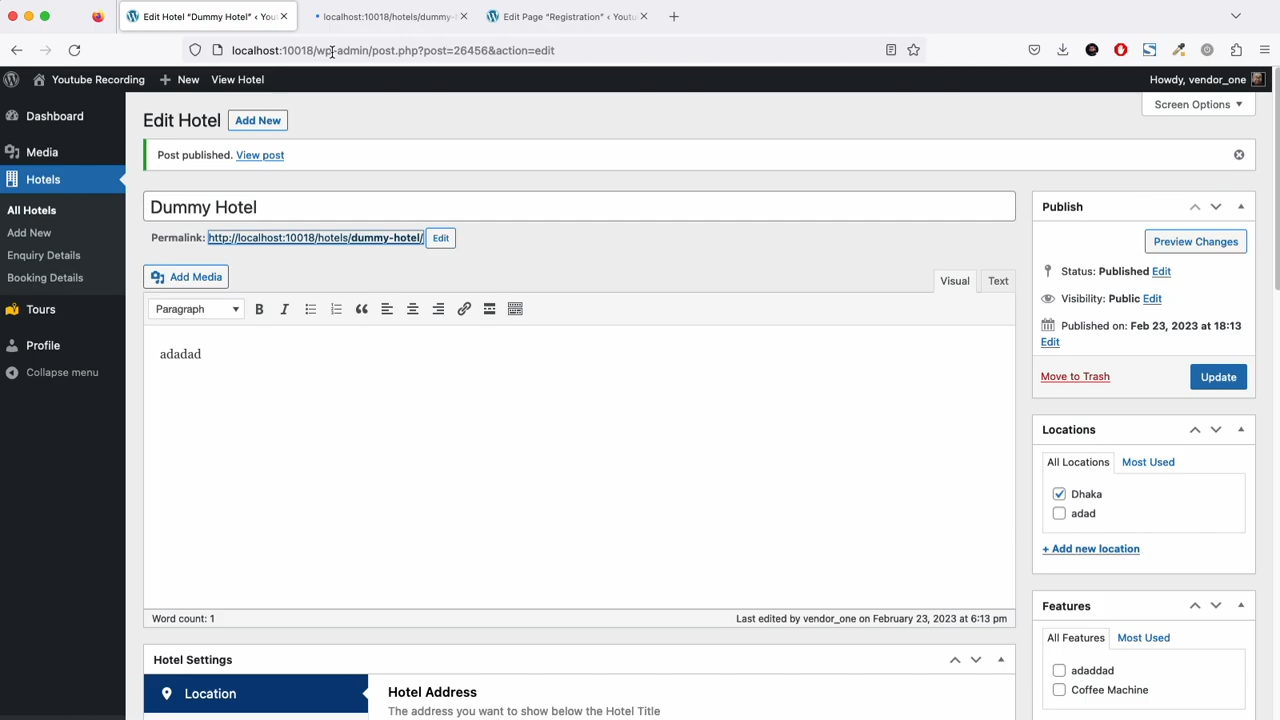 Edit Hotel "Dummy Hotel" ‹ You
localhost:10018/hotels/dummy-
Edit Page "Registration" ‹ Youtu
localhost:10018/wp-admin/post.php?post=26456&action=edit
Youtube Recording
New
View Hotel
Howdy, vendor_one
Dashboard
Media
Hotels
All Hotels
Add New
Enquiry Details
Booking Details
Tours
Profile
Collapse menu
Screen Options
Edit Hotel
Add New
Post published. View post
Dummy Hotel
Permalink: http://localhost:10018/hotels/dummy-hotel/
Edit
Add Media
Visual
Text
Paragraph
B
I
adadad
Word count: 1
Last edited by vendor_one on February 23, 2023 at 6:13 pm
Hotel Settings
Location
Hotel Address
The address you want to show below the Hotel Title
Publish
Preview Changes
Status: Published Edit
Visibility: Public Edit
Published on: Feb 23, 2023 at 18:13
Edit
Move to Trash
Update
Locations
All Locations
Most Used
Dhaka
adad
+ Add new location
Features
All Features
Most Used
adaddad
Coffee Machine